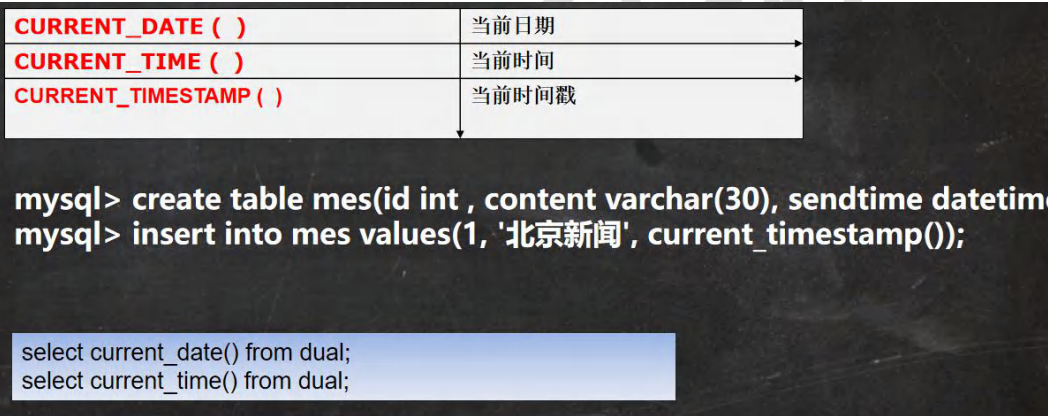 CURRENT_DATE ( ) 当前日期
CURRENT_TIME ( ) 当前时间
CURRENT_TIMESTAMP ( ) 当前时间戳
mysql> create table mes(id int , content varchar(30), sendtime datetime
mysql> insert into mes values(1, '北京新闻', current_timestamp());
select current_date() from dual;
select current_time() from dual;